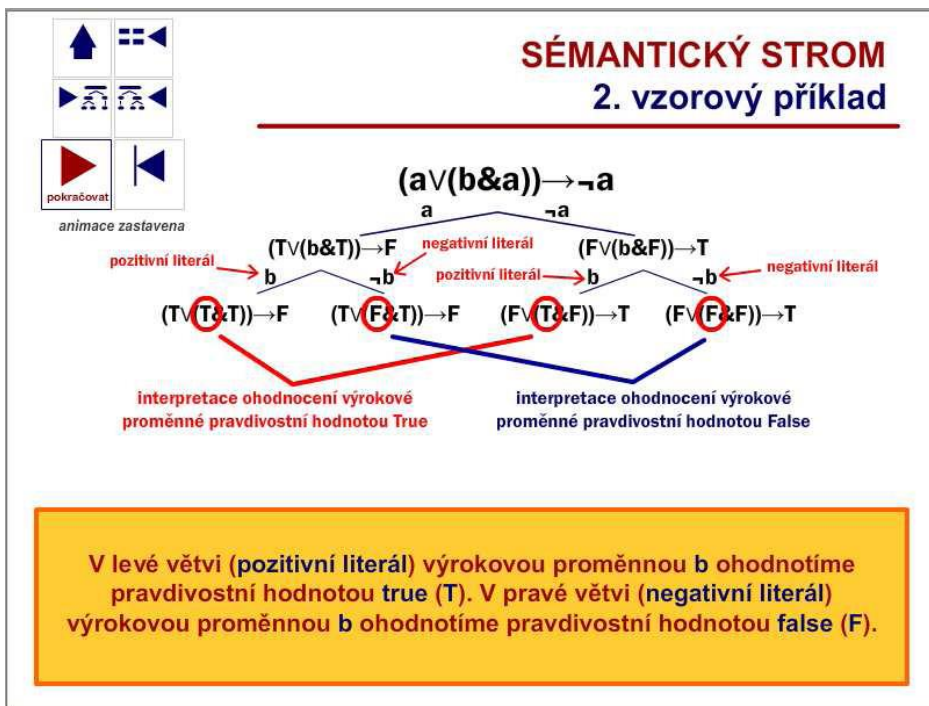 SÉMANTICKÝ STROM
2. vzorový příklad
pokračovat
animace zastavena
(a∨(b&a))→¬a
a ¬a
(T∨(b&T))→F (F∨(b&F))→T
pozitivní literál b ¬b negativní literál pozitivní literál b ¬b negativní literál
(T∨(T&T))→F (T∨(F&T))→F (F∨(T&F))→T (F∨(F&F))→T
interpretace ohodnocení výrokové
proměnné pravdivostní hodnotou True
interpretace ohodnocení výrokové
proměnné pravdivostní hodnotou False
V levé větvi (pozitivní literál) výrokovou proměnnou b ohodnotíme
pravdivostní hodnotou true (T). V pravé větvi (negativní literál)
výrokovou proměnnou b ohodnotíme pravdivostní hodnotou false (F).